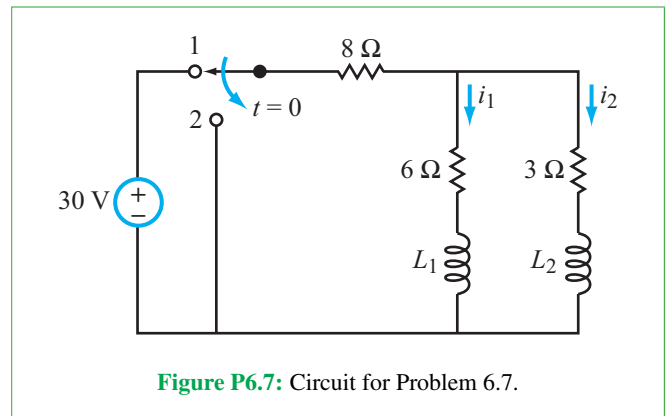 1
8 Ω
i1
i2
t = 0
2
6 Ω
3 Ω
30 V
+
−
L1
L2
Figure P6.7: Circuit for Problem 6.7.